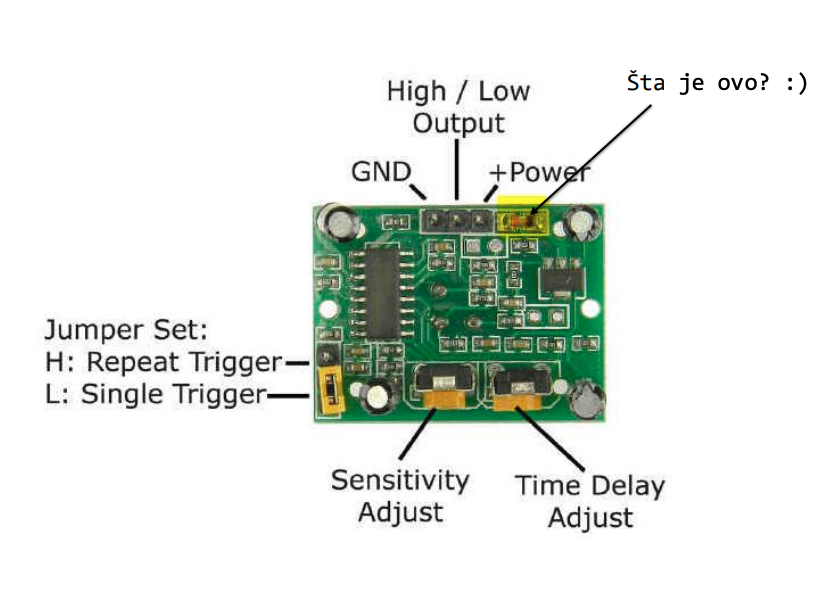 Šta je ovo? :)
High / Low
Output
GND
+Power
Jumper Set:
H: Repeat Trigger
L: Single Trigger
Sensitivity
Adjust
Time Delay
Adjust